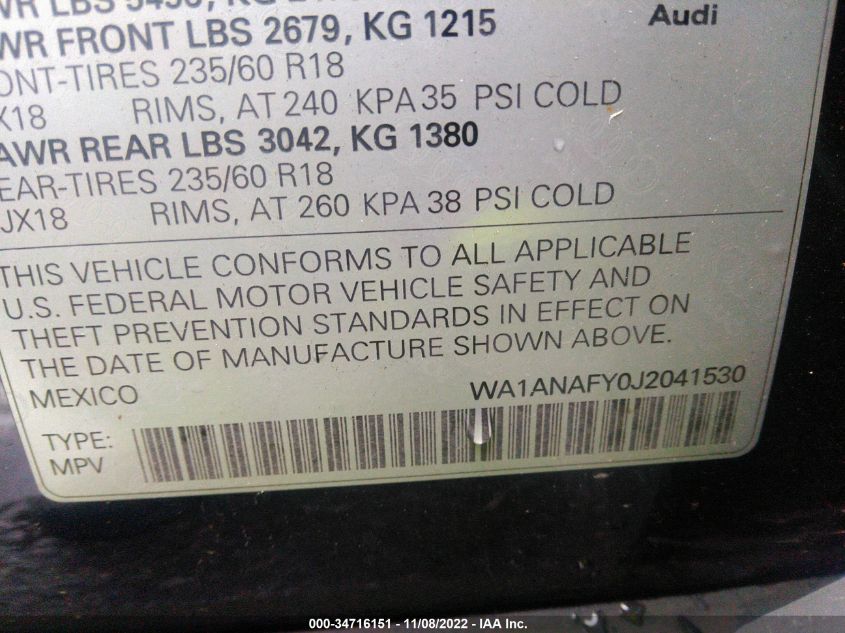 WR FRONT LBS 2679, KG 1215
Audi
ONT-TIRES 235/60 R18
X18 RIMS, AT 240 KPA 35 PSI COLD
AWR REAR LBS 3042, KG 1380
EAR-TIRES 235/60 R18
JX18 RIMS, AT 260 KPA 38 PSI COLD
THIS VEHICLE CONFORMS TO ALL APPLICABLE
U.S. FEDERAL MOTOR VEHICLE SAFETY AND
THEFT PREVENTION STANDARDS IN EFFECT ON
THE DATE OF MANUFACTURE SHOWN ABOVE.
MEXICO WA1ANAFY0J2041530
TYPE:
MPV
000-34716151 - 11/08/2022 - IAA Inc.